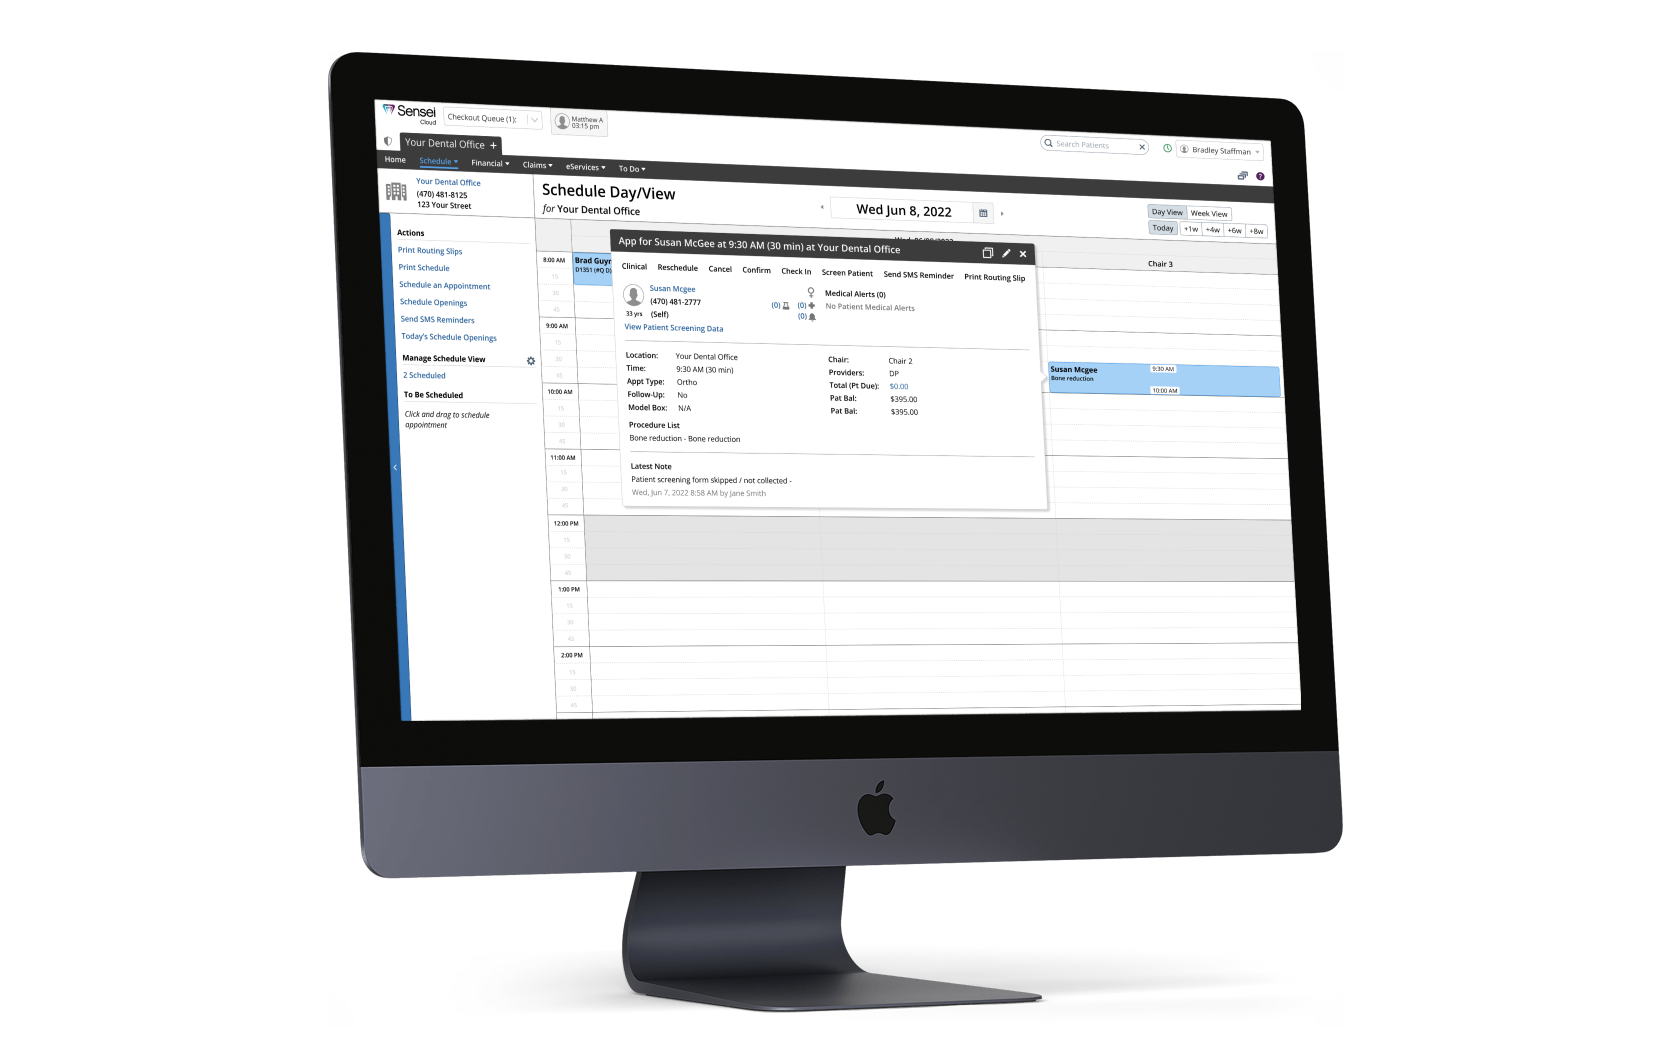 Sensei
Cloud
Checkout Queue (1):
Matthew A
03:15 pm
Search Patients
Bradley Staffman
Your Dental Office +
Home Schedule Financial Claims eServices To Do
?
Your Dental Office
(470) 481-8125
123 Your Street
Schedule Day/View
for Your Dental Office
Wed Jun 8, 2022
Day View Week View
Today +1w +4w +6w +8w
Actions
Print Routing Slips
Print Schedule
Schedule an Appointment
Schedule Openings
Send SMS Reminders
Today's Schedule Openings
Manage Schedule View
2 Scheduled
To Be Scheduled
Click and drag to schedule
appointment
Chair 3
8:00 AM
15
30
45
9:00 AM
15
30
45
10:00 AM
15
30
45
11:00 AM
15
30
45
12:00 PM
15
30
45
1:00 PM
15
30
45
2:00 PM
15
30
45
Brad Guyr
D1351 (#Q D)
App for Susan McGee at 9:30 AM (30 min) at Your Dental Office
Clinical Reschedule Cancel Confirm Check In Screen Patient Send SMS Reminder Print Routing Slip
Susan Mcgee
(470) 481-2777
33 yrs (Self)
View Patient Screening Data
(0) (0)
(0)
Medical Alerts (0)
No Patient Medical Alerts
Location: Your Dental Office
Time: 9:30 AM (30 min)
Appt Type: Ortho
Follow-Up: No
Model Box: N/A
Chair: Chair 2
Providers: DP
Total (Pt Due): $0.00
Pat Bal: $395.00
Pat Bal: $395.00
Procedure List
Bone reduction - Bone reduction
Latest Note
Patient screening form skipped / not collected -
Wed, Jun 7, 2022 8:58 AM by Jane Smith
Susan Mcgee 9:30 AM
Bone reduction
10:00 AM